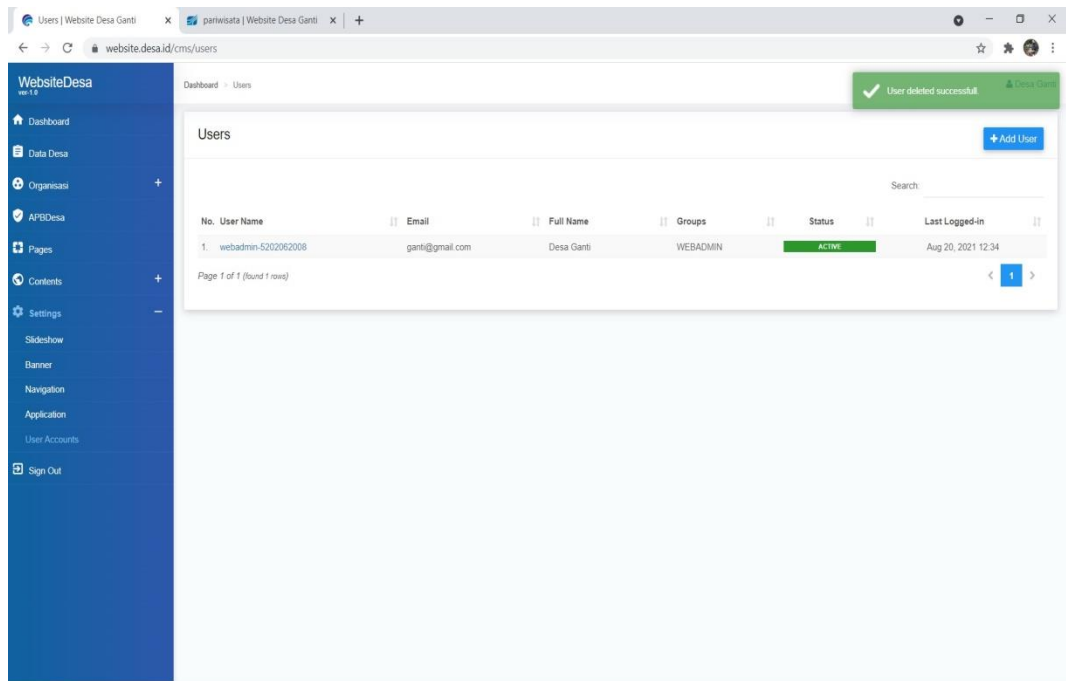 Users | Website Desa Ganti
pariwisata | Website Desa Ganti
website.desa.id/cms/users
WebsiteDesa
ver-1.0
Dashboard > Users
User deleted successfull.
Desa Ganti
Dashboard
Data Desa
Organisasi
APBDesa
Pages
Contents
Settings
Slideshow
Banner
Navigation
Application
User Accounts
Sign Out
Users
+ Add User
Search:
No. User Name Email Full Name Groups Status Last Logged-in
1. webadmin-5202062008 ganti@gmail.com Desa Ganti WEBADMIN ACTIVE Aug 20, 2021 12:34
Page 1 of 1 (found 1 rows)
< 1 >